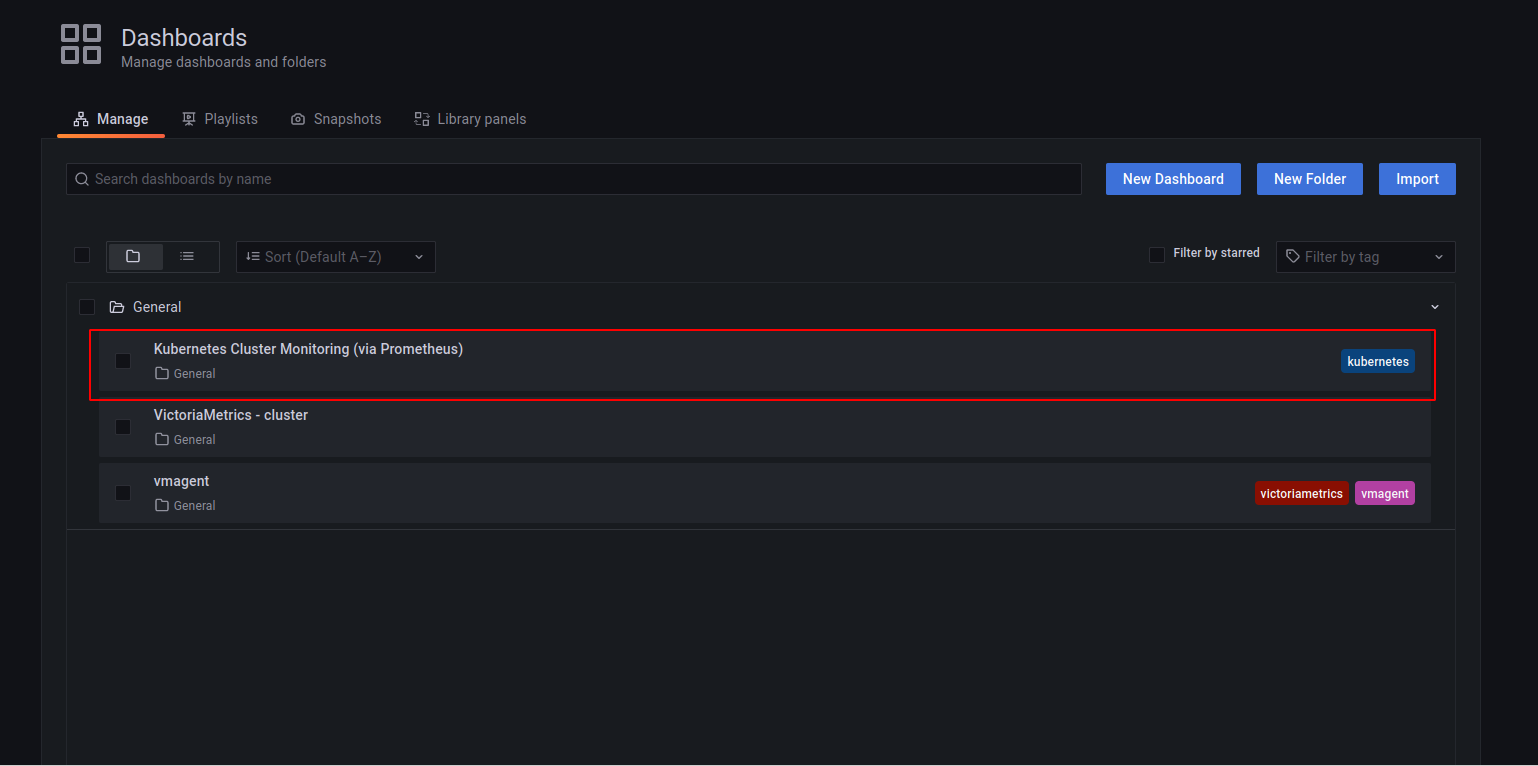 Dashboards
Manage dashboards and folders
Manage Playlists Snapshots Library panels
Search dashboards by name New Dashboard New Folder Import
Sort (Default A–Z) Filter by starred Filter by tag
General
Kubernetes Cluster Monitoring (via Prometheus)
General kubernetes
VictoriaMetrics - cluster
General
vmagent
General victoriametrics vmagent